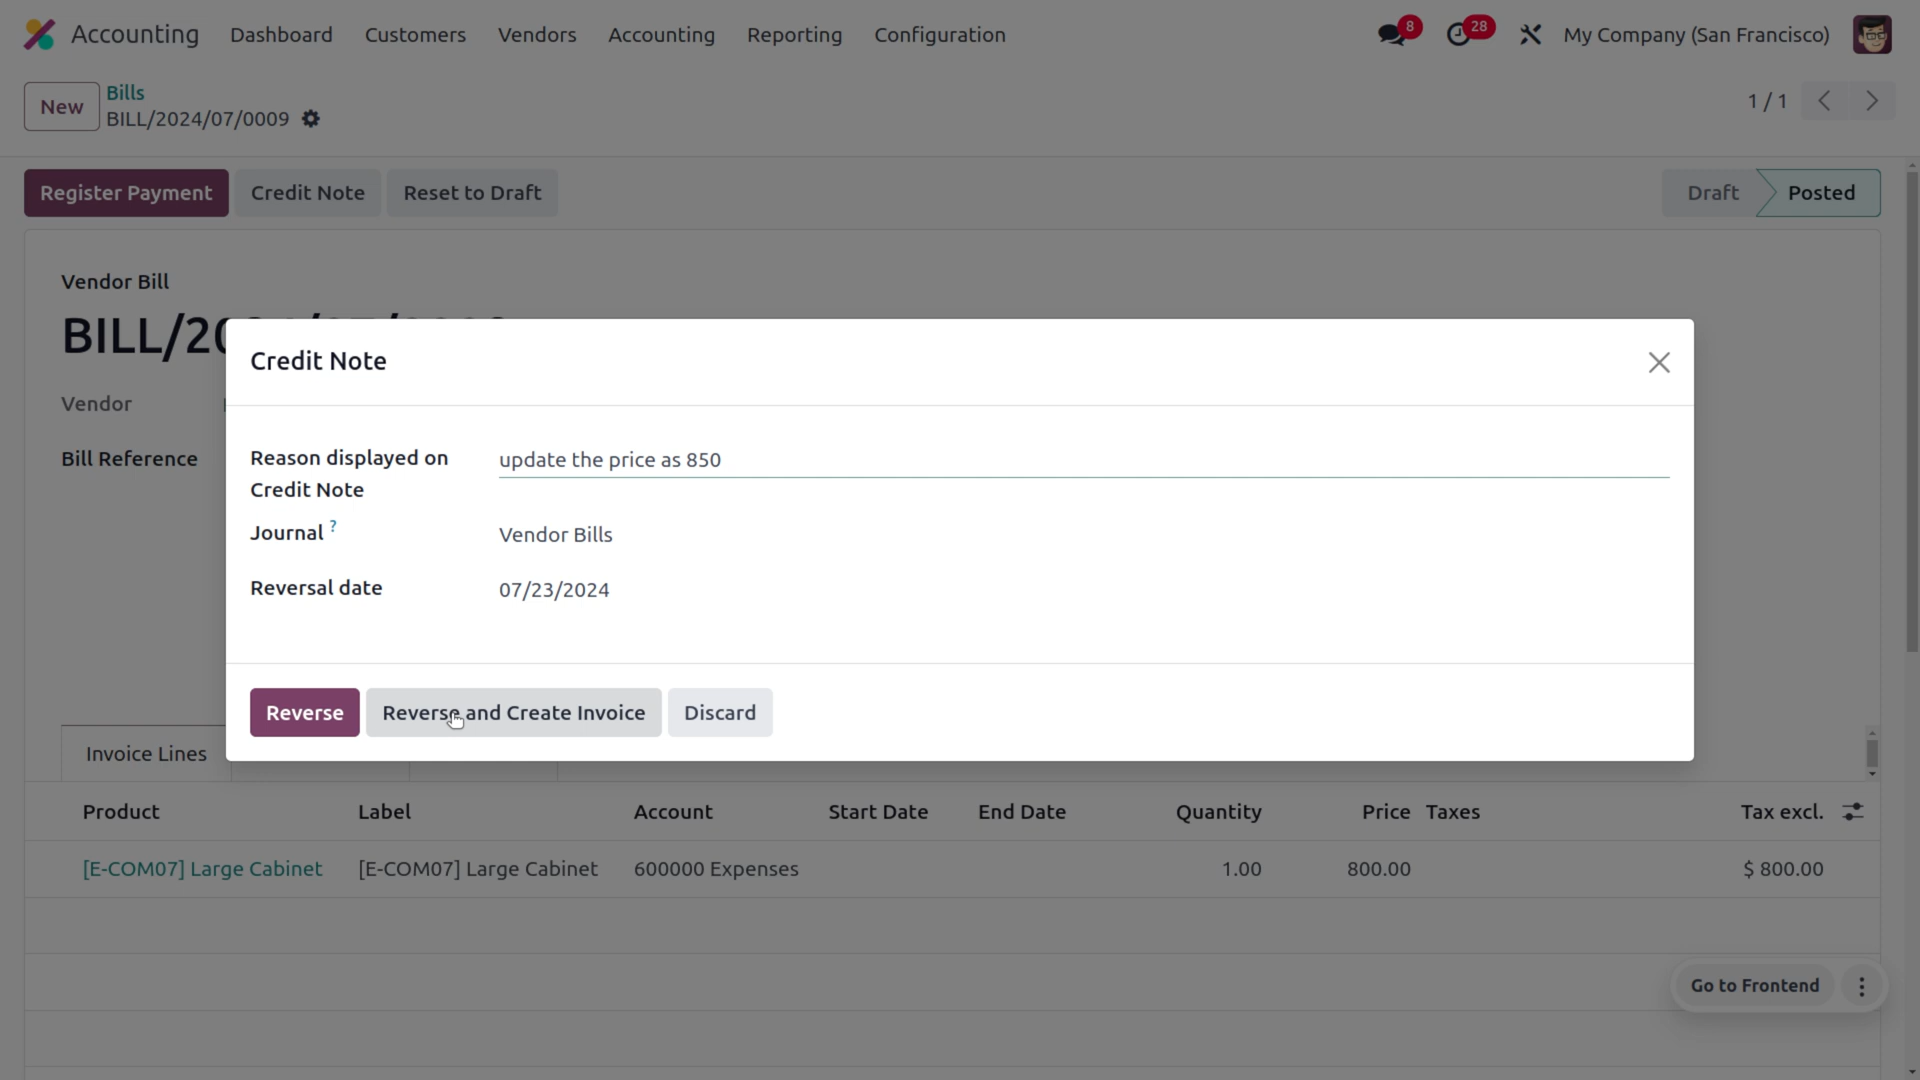 Accounting Dashboard Customers Vendors Accounting Reporting Configuration 8 28 My Company (San Francisco)
New Bills
BILL/2024/07/0009 1 / 1
Register Payment Credit Note Reset to Draft Draft Posted
Vendor Bill
Credit Note
Vendor
Bill Reference
Reason displayed on update the price as 850
Credit Note
Journal ? Vendor Bills
Reversal date 07/23/2024
Reverse Reverse and Create Invoice Discard
Invoice Lines
Product Label Account Start Date End Date Quantity Price Taxes Tax excl.
[E-COM07] Large Cabinet [E-COM07] Large Cabinet 600000 Expenses 1.00 800.00 $ 800.00
Go to Frontend